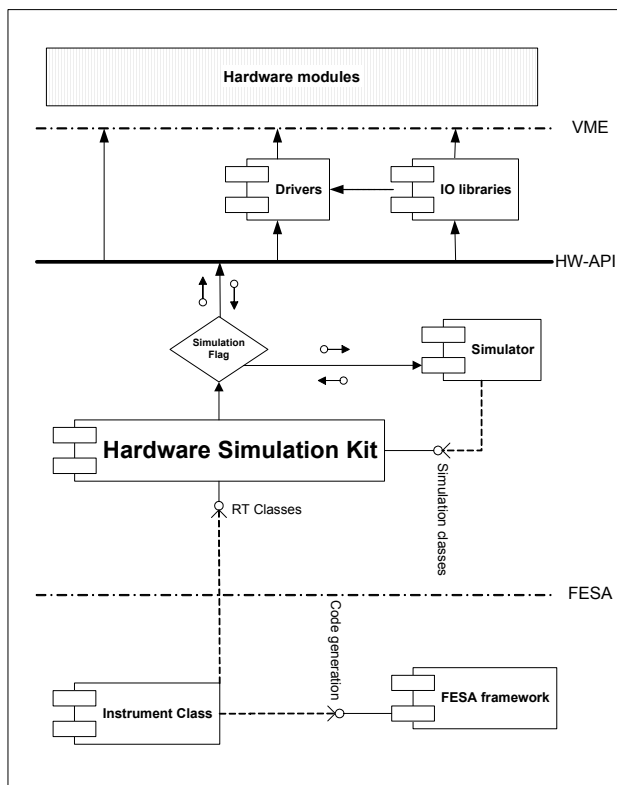 Hardware modules
VME
Drivers
IO libraries
HW-API
Simulation
Flag
Simulator
Hardware Simulation Kit
RT Classes
Simulation classes
FESA
Code generation
Instrument Class
FESA framework